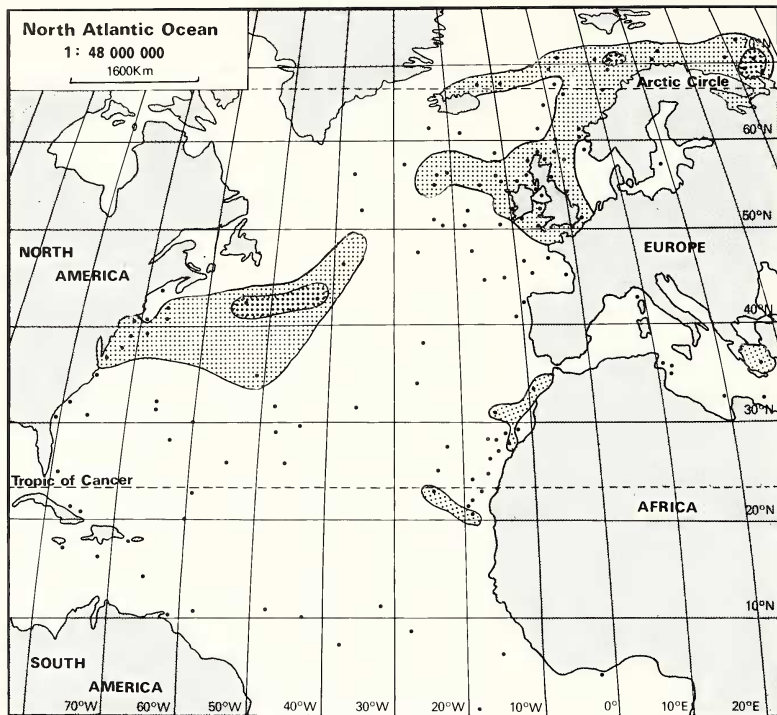 North Atlantic Ocean
1: 48 000 000
1600Km
70°N
Arctic Circle
60°N
50°N
NORTH
AMERICA
EUROPE
40°N
30°N
Tropic of Cancer
AFRICA
20°N
10°N
SOUTH
AMERICA
70°W
60°W
50°W
40°W
30°W
20°W
10°W
0°
10°E
20°E